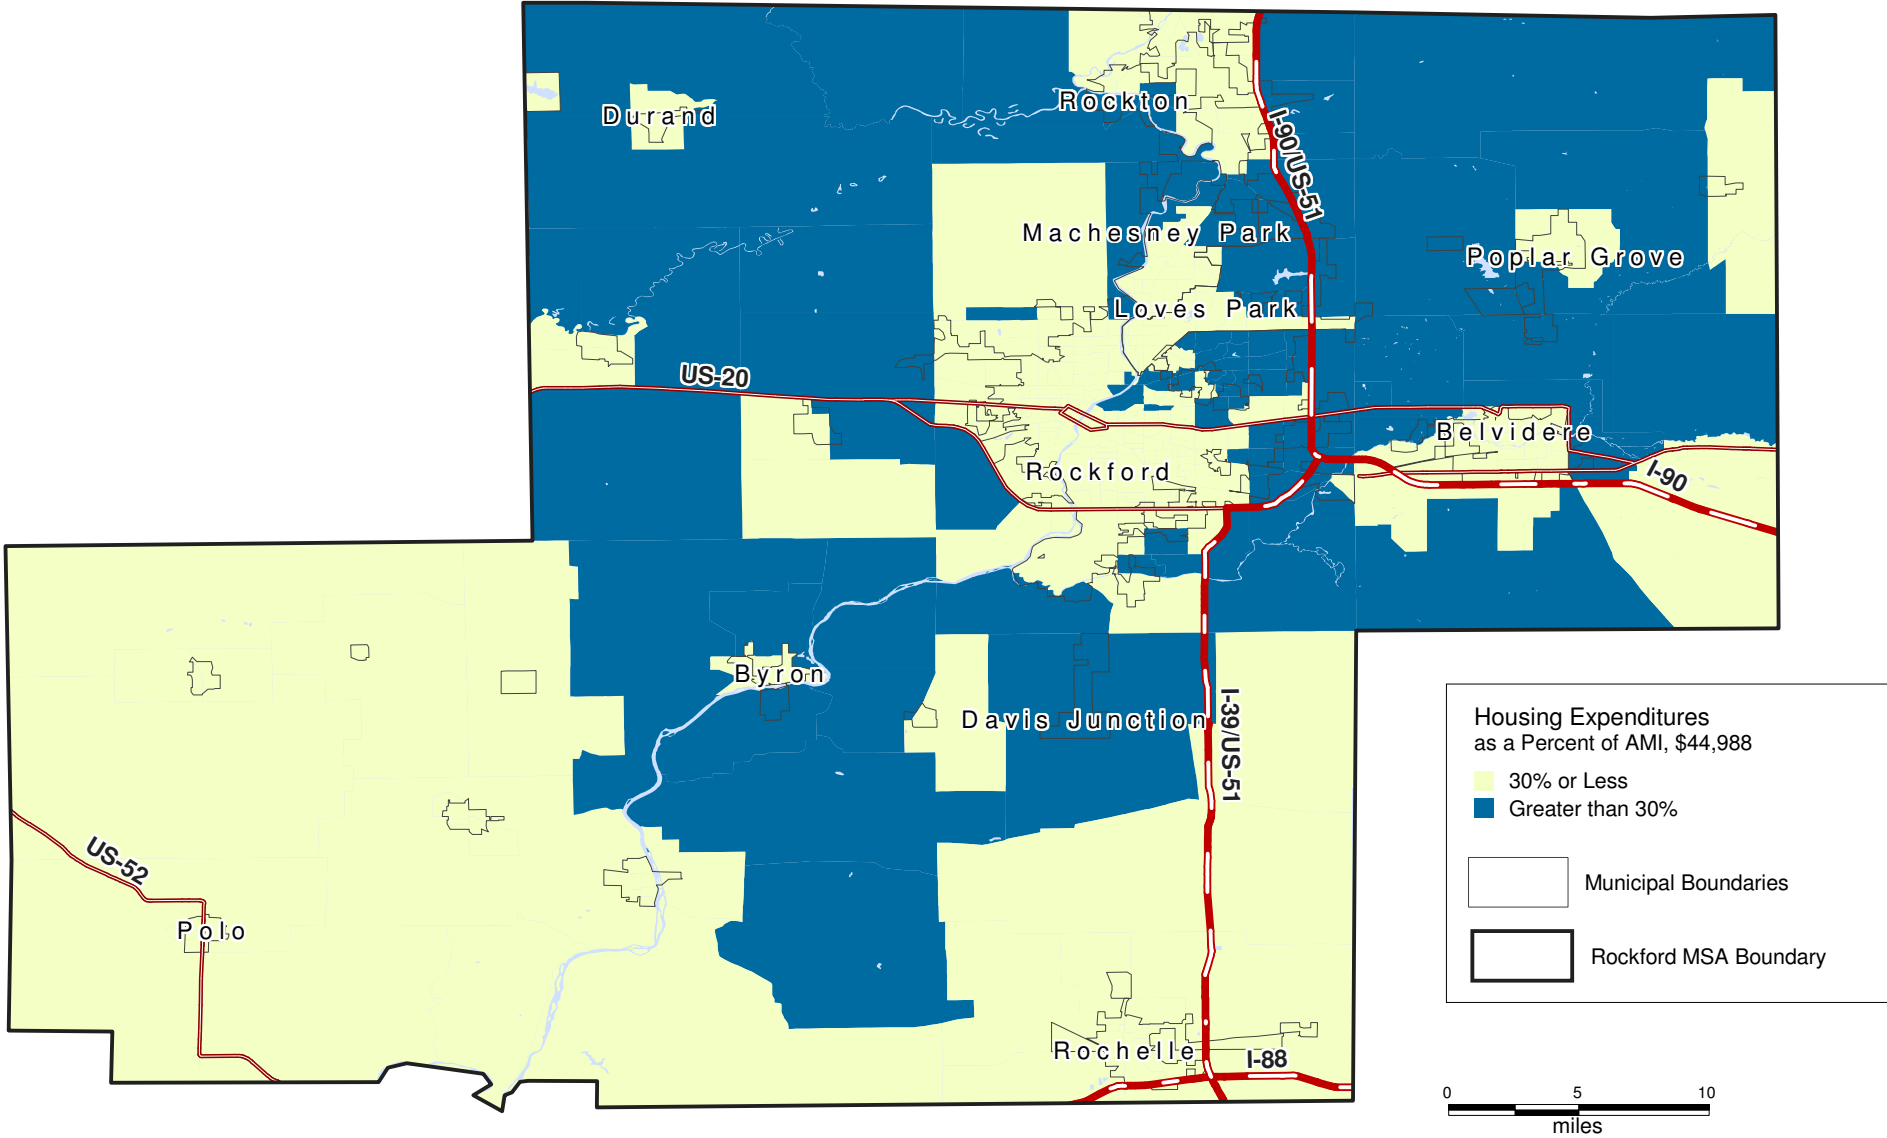 Durand
Rockton
I-90/US-51
Machesney Park
Poplar Grove
Loves Park
US-20
Belvidere
Rockford
I-90
Byron
Davis Junction
I-39/US-51
US-52
Polo
Rochelle
I-88
Housing Expenditures
as a Percent of AMI, $44,988
30% or Less
Greater than 30%
Municipal Boundaries
Rockford MSA Boundary
0 5 10
miles